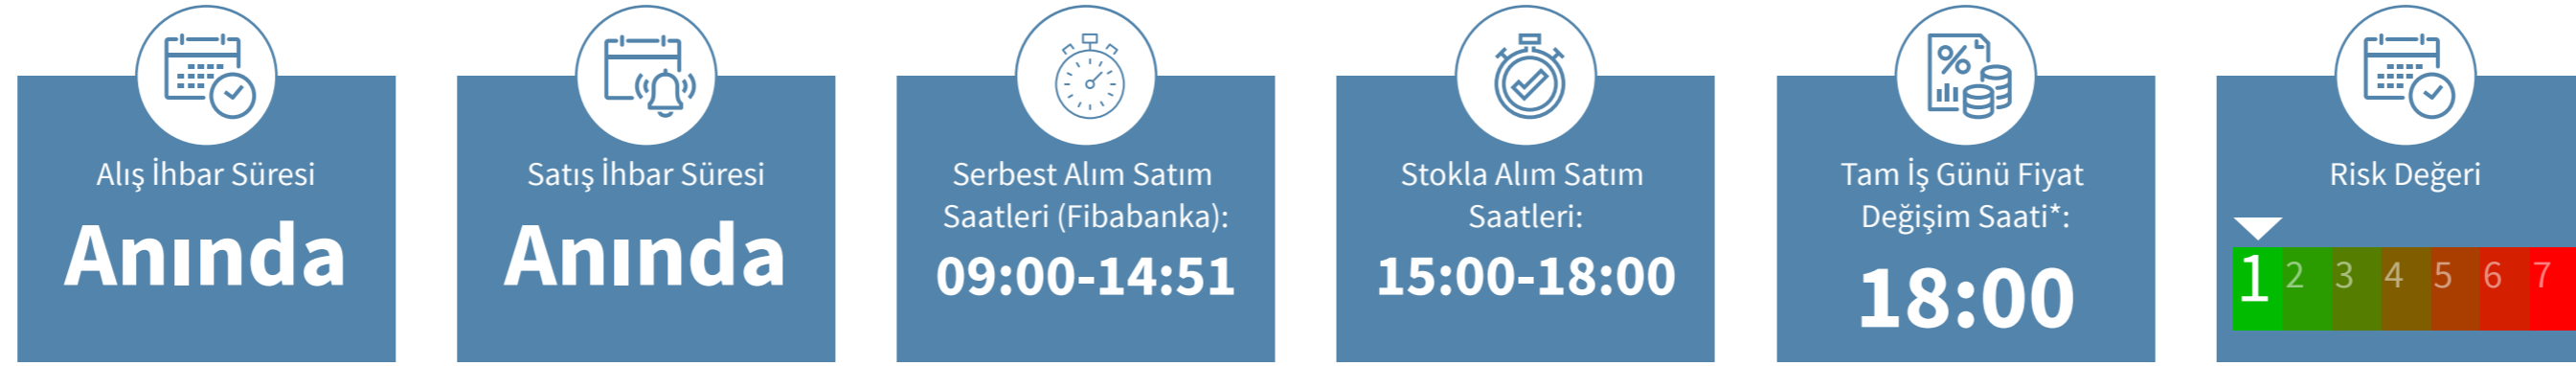 Alış İhbar Süresi
Anında
Satış İhbar Süresi
Anında
Serbest Alım Satım
Saatleri (Fibabanka):
09:00-14:51
Stokla Alım Satım
Saatleri:
15:00-18:00
Tam İş Günü Fiyat
Değişim Saati*:
18:00
Risk Değeri
1 2 3 4 5 6 7